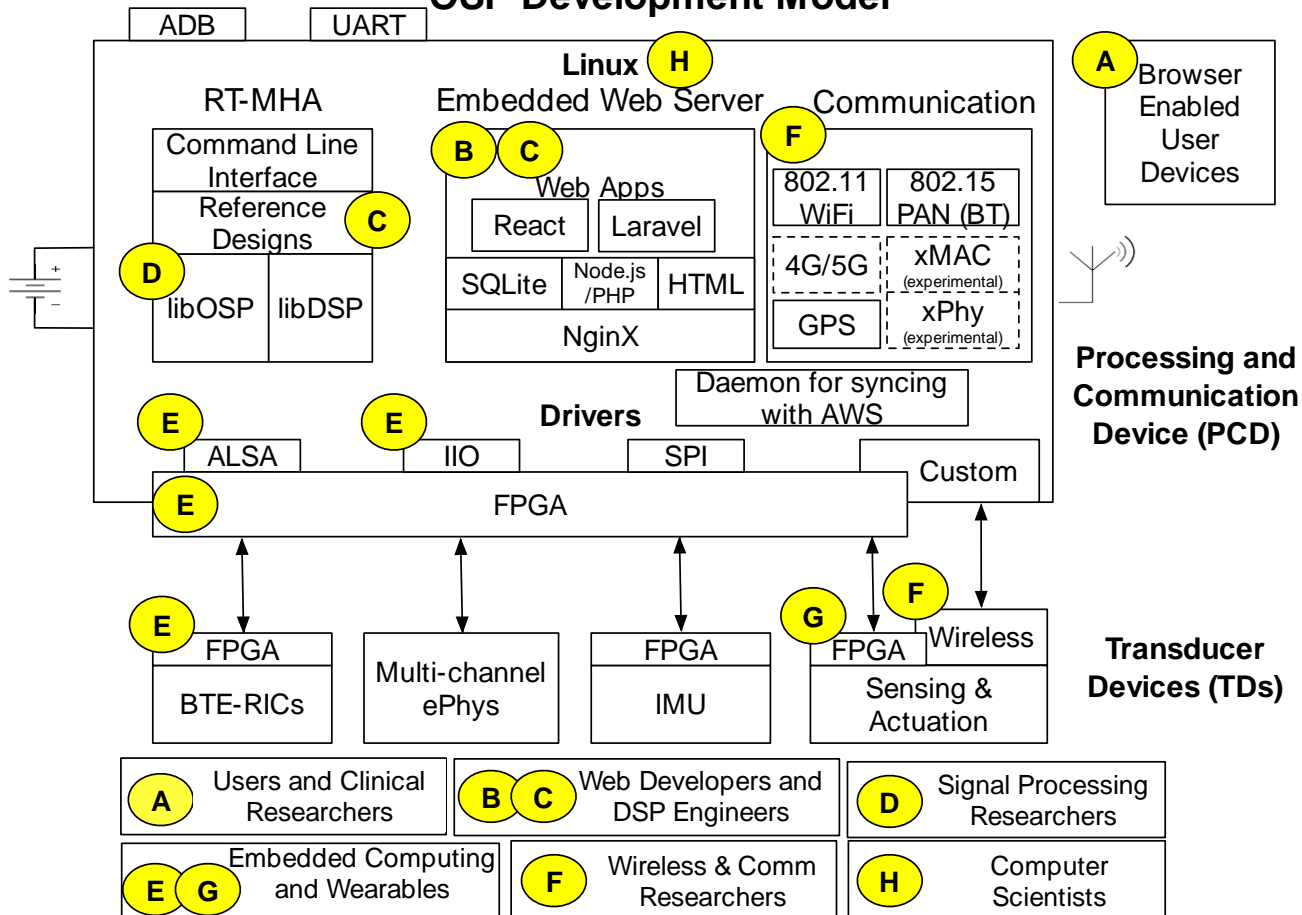 OSP Development Model
ADB
UART
Linux
H
A
Browser
Enabled
User
Devices
RT-MHA
Embedded Web Server
Communication
Command Line
Interface
Reference
Designs
C
D
libOSP
libDSP
B
C
Web Apps
React
Laravel
SQLite
Node.js
/PHP
HTML
NginX
F
802.11
WiFi
802.15
PAN (BT)
4G/5G
xMAC
(experimental)
GPS
xPhy
(experimental)
+
−
Processing and
Communication
Device (PCD)
Daemon for syncing
with AWS
Drivers
E
ALSA
E
IIO
SPI
Custom
E
FPGA
E
FPGA
BTE-RICs
Multi-channel
ePhys
FPGA
IMU
G
FPGA
F
Wireless
Sensing &
Actuation
Transducer
Devices (TDs)
A
Users and Clinical
Researchers
B
C
Web Developers and
DSP Engineers
D
Signal Processing
Researchers
E
G
Embedded Computing
and Wearables
F
Wireless & Comm
Researchers
H
Computer
Scientists